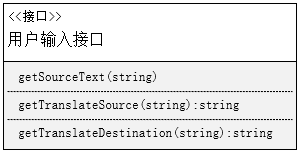 <<接口>>
用户输入接口
getSourceText(string)
getTranslateSource(string):string
getTranslateDestination(string):string